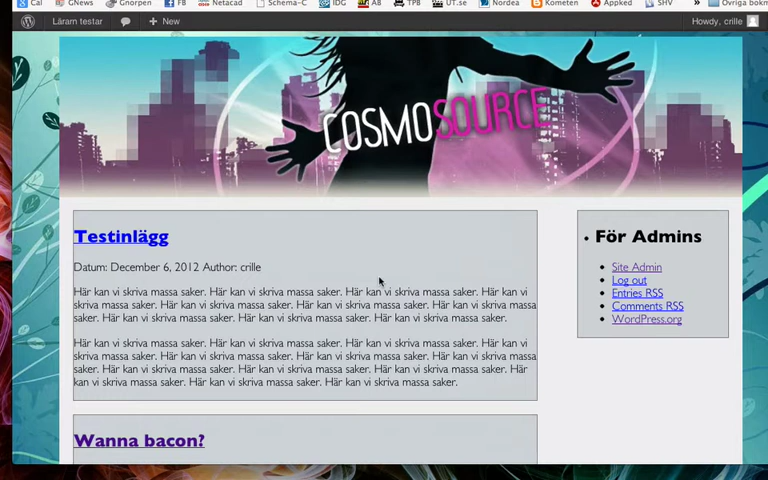 Cal GNews Gnorpen FB Netacad Schema-C IDG AB TPB UT.se Nordea Kometen Appked SHV » Övriga bokm
Läram testar + New Howdy, crille
COSMOSOURCE
Testinlägg
Datum: December 6, 2012 Author: crille
Här kan vi skriva massa saker. Här kan vi skriva massa saker. Här kan vi skriva massa saker. Här kan vi
skriva massa saker. Här kan vi skriva massa saker. Här kan vi skriva massa saker. Här kan vi skriva massa
saker. Här kan vi skriva massa saker. Här kan vi skriva massa saker. Här kan vi skriva massa saker.
Här kan vi skriva massa saker. Här kan vi skriva massa saker. Här kan vi skriva massa saker. Här kan vi
skriva massa saker. Här kan vi skriva massa saker. Här kan vi skriva massa saker. Här kan vi skriva massa
saker. Här kan vi skriva massa saker. Här kan vi skriva massa saker. Här kan vi skriva massa saker. Här
kan vi skriva massa saker. Här kan vi skriva massa saker. Här kan vi skriva massa saker.
Wanna bacon?
För Admins
Site Admin
Log out
Entries RSS
Comments RSS
WordPress.org